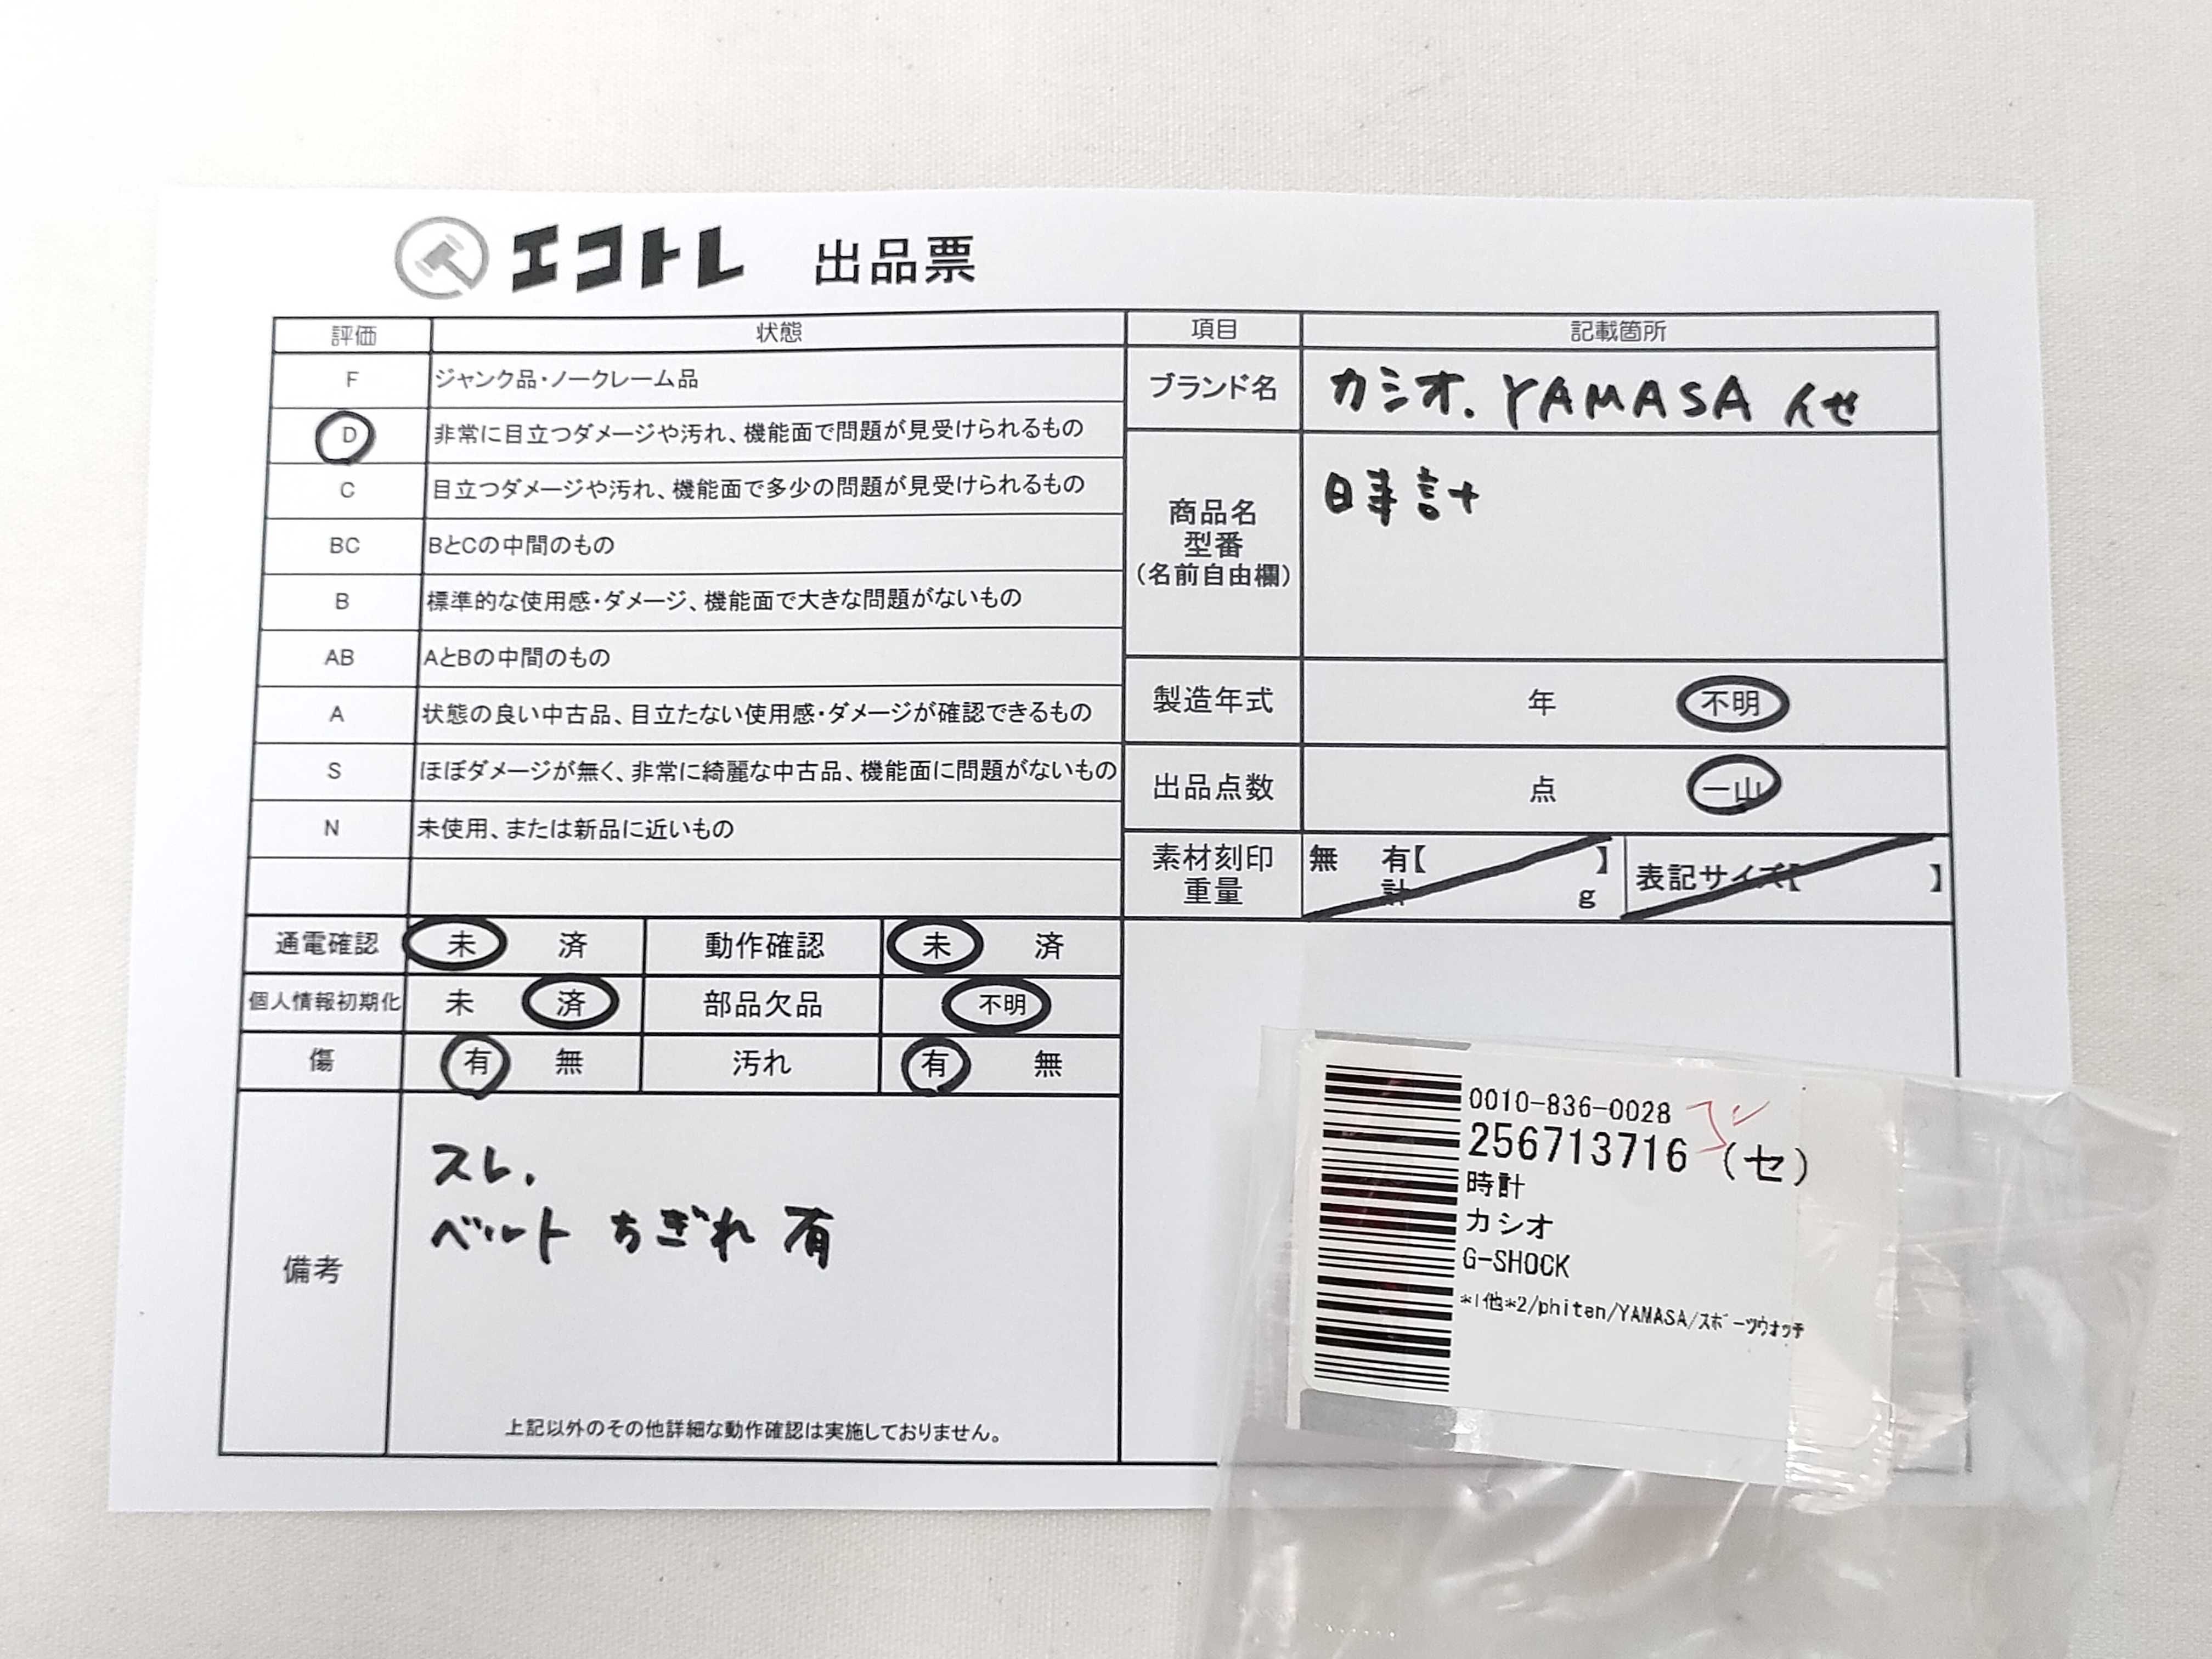 エコトレ 出品票
評価 状態
F ジャンク品・ノークレーム品
D 非常に目立つダメージや汚れ、機能面で問題が見受けられるもの
C 目立つダメージや汚れ、機能面で多少の問題が見受けられるもの
BC BとCの中間のもの
B 標準的な使用感・ダメージ、機能面で大きな問題がないもの
AB AとBの中間のもの
A 状態の良い中古品、目立たない使用感・ダメージが確認できるもの
S ほぼダメージが無く、非常に綺麗な中古品、機能面に問題がないもの
N 未使用、または新品に近いもの
通電確認 未 済 動作確認 未 済
個人情報初期化 未 済 部品欠品 不明
傷 有 無 汚れ 有 無
備考
スレ.
ベルト ちぎれ 有
上記以外のその他詳細な動作確認は実施しておりません。
項目 記載箇所
ブランド名 カシオ. YAMASA 他
商品名
型番
(名前自由欄)
時計
製造年式 年 不明
出品点数 点 一山
素材刻印
重量
無 有【 】
計 g
表記サイズ【 】
0010-836-0028
256713716 (セ)
時計
カシオ
G-SHOCK
*1他*2/phiten/YAMASA/スポーツウォッチ